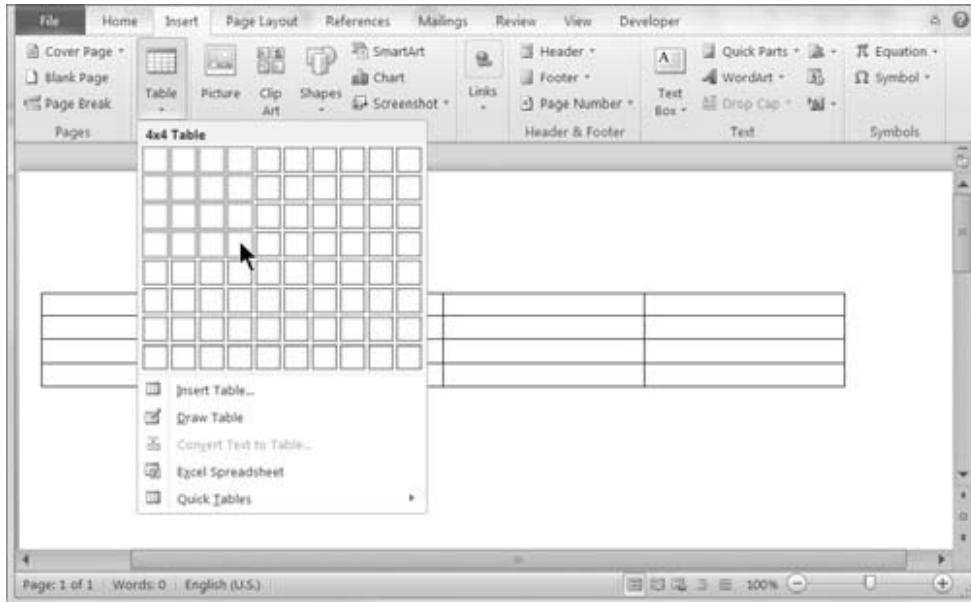 File Home Insert Page Layout References Mailings Review View Developer
Cover Page
Blank Page
Page Break
Pages
Table
Picture
Clip Art
Shapes
SmartArt
Chart
Screenshot
Links
Header
Footer
Page Number
Header & Footer
A
Text Box
Quick Parts
WordArt
Drop Cap
Text
π Equation
Ω Symbol
Symbols
4x4 Table
Insert Table...
Draw Table
Convert Text to Table...
Excel Spreadsheet
Quick Tables
Page: 1 of 1 Words: 0 English (U.S.) 100%